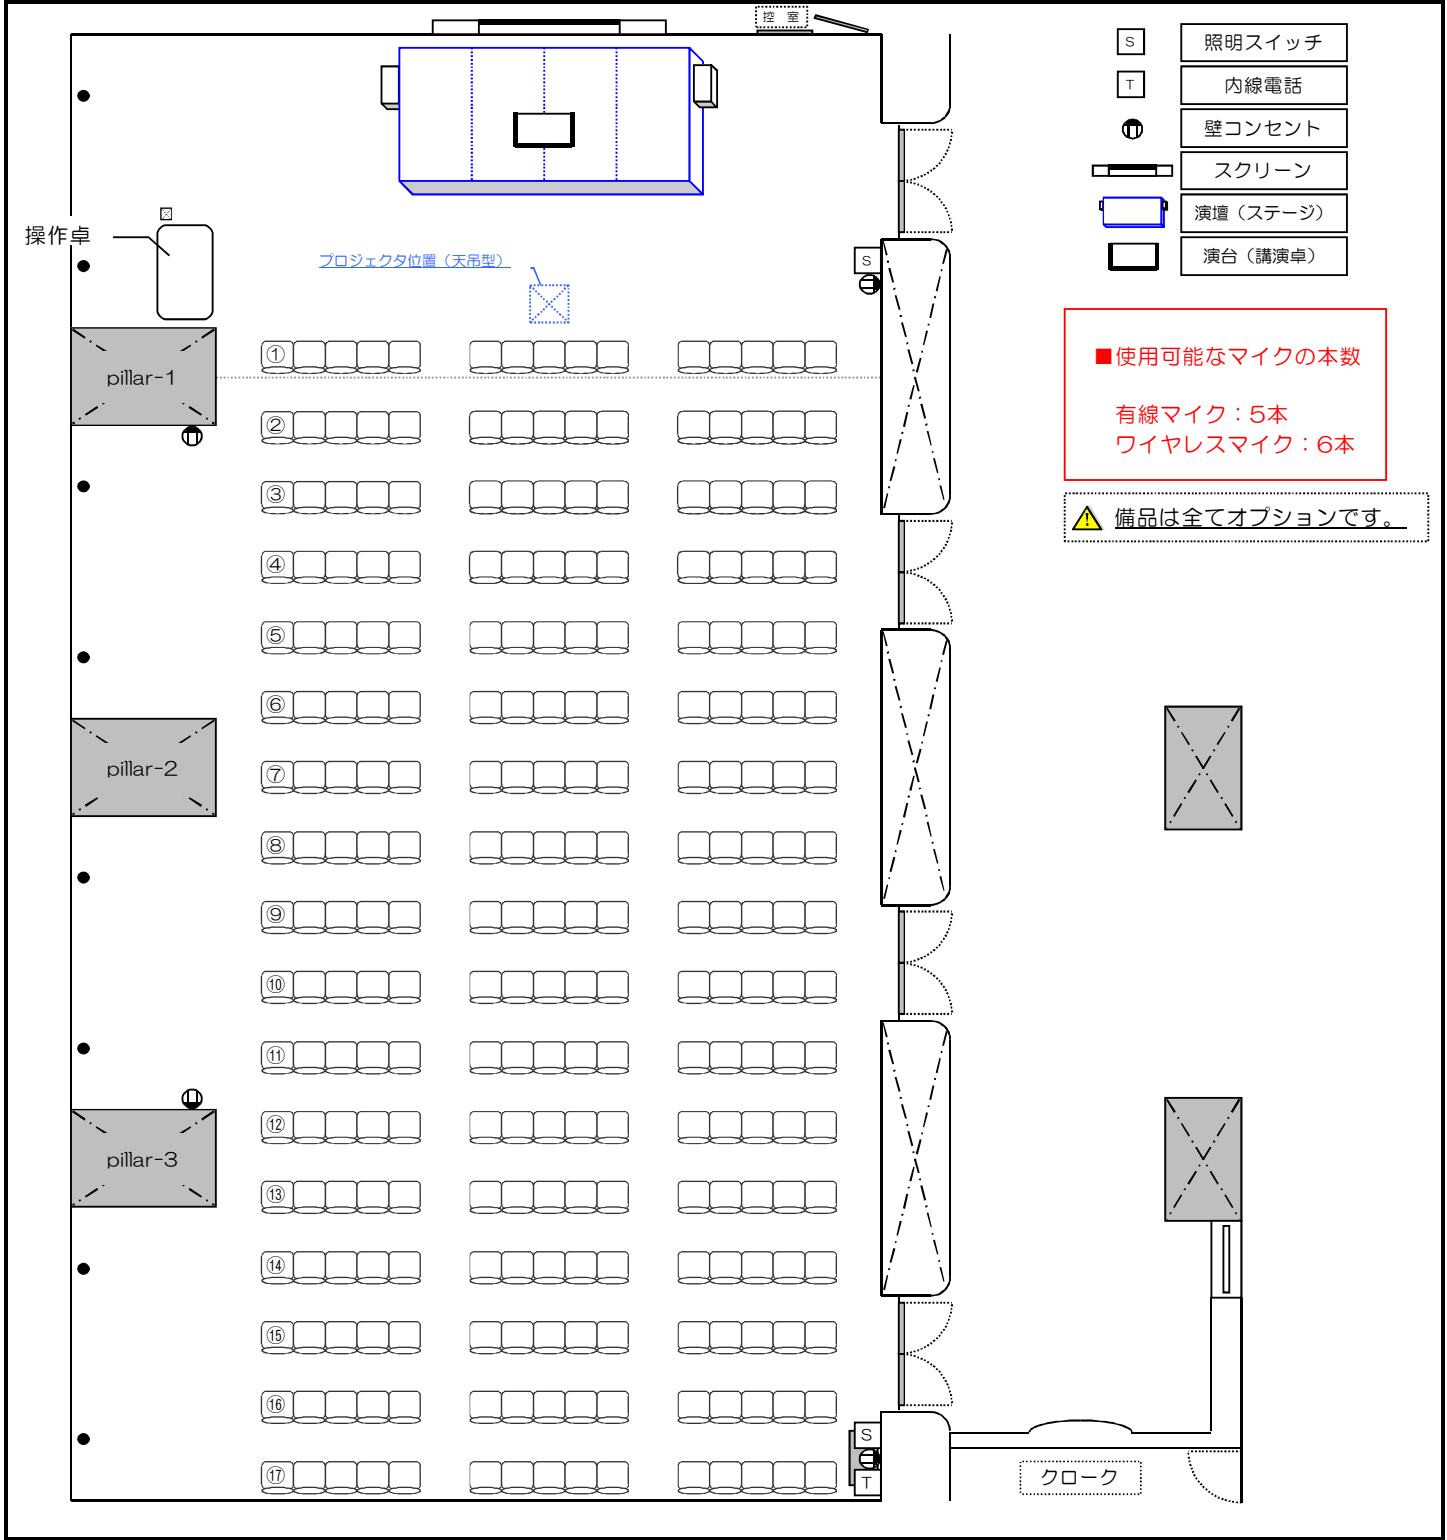 控 室
S 照明スイッチ
T 内線電話
壁コンセント
スクリーン
演壇（ステージ）
演台（講演卓）
操作卓
プロジェクタ位置（天吊型）
S
■使用可能なマイクの本数
有線マイク：5本
ワイヤレスマイク：6本
! 備品は全てオプションです。
①
pillar-1
②
③
④
⑤
⑥
⑦
pillar-2
⑧
⑨
⑩
⑪
⑫
pillar-3
⑬
⑭
⑮
⑯
S
⑰
T
クローク